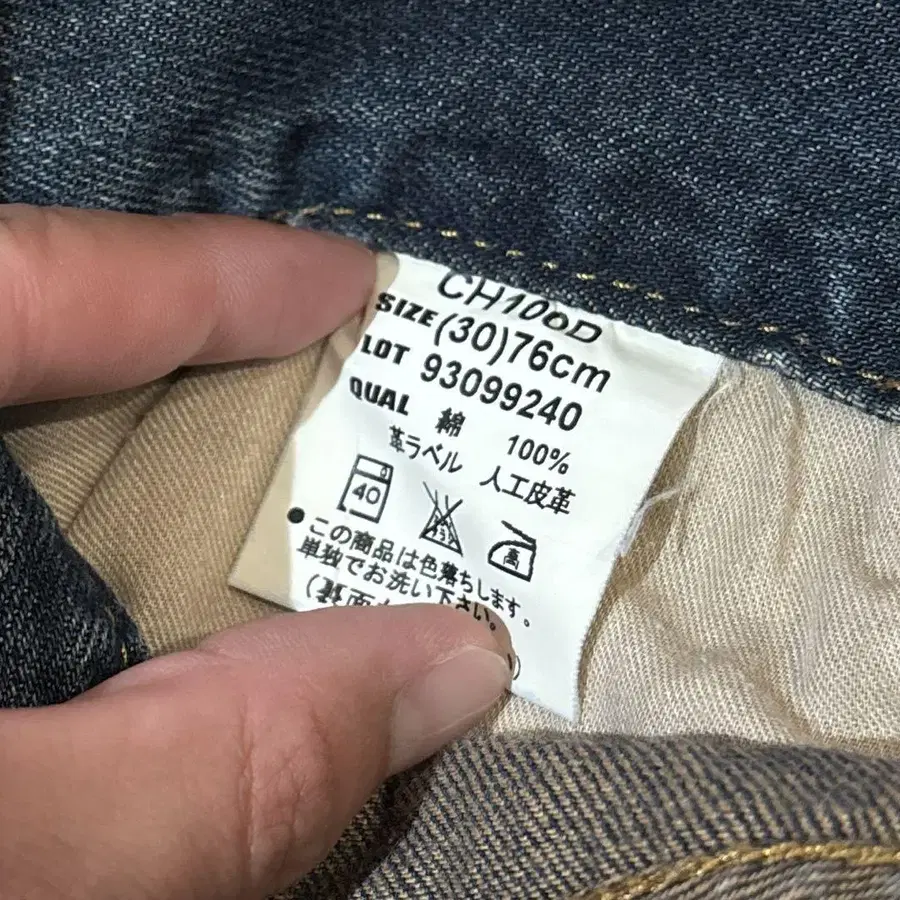 CH100D
SIZE (30)76cm
LOT 93099240
QUAL 綿 100%
革ラベル 人工皮革
40 高
●この商品は色落ちします。
単独でお洗い下さい。